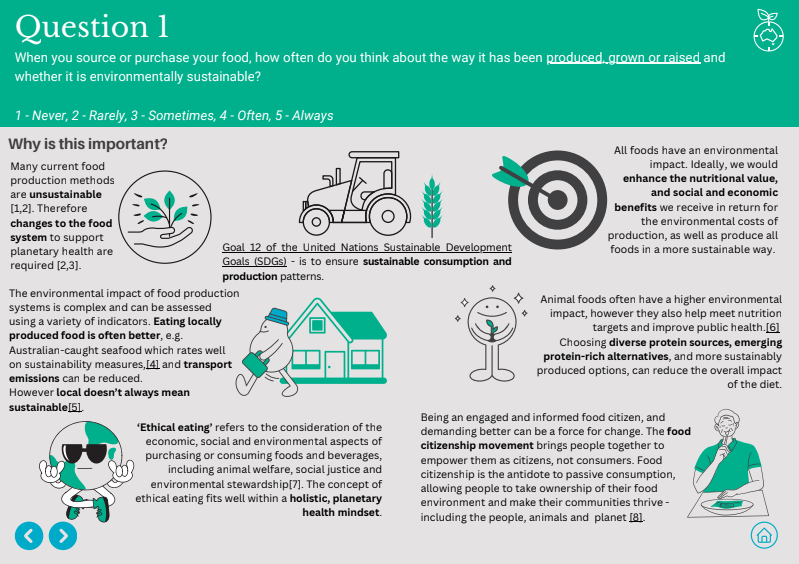 Question 1
When you source or purchase your food, how often do you think about the way it has been produced, grown or raised and
whether it is environmentally sustainable?
1 - Never, 2 - Rarely, 3 - Sometimes, 4 - Often, 5 - Always
Why is this important?
Many current food
production methods
are unsustainable
[1,2]. Therefore
changes to the food
system to support
planetary health are
required [2,3].
Goal 12 of the United Nations Sustainable Development
Goals (SDGs) - is to ensure sustainable consumption and
production patterns.
All foods have an environmental
impact. Ideally, we would
enhance the nutritional value,
and social and economic
benefits we receive in return for
the environmental costs of
production, as well as produce all
foods in a more sustainable way.
The environmental impact of food production
systems is complex and can be assessed
using a variety of indicators. Eating locally
produced food is often better, e.g.
Australian-caught seafood which rates well
on sustainability measures,[4] and transport
emissions can be reduced.
However local doesn't always mean
sustainable[5].
Animal foods often have a higher environmental
impact, however they also help meet nutrition
targets and improve public health.[6]
Choosing diverse protein sources, emerging
protein-rich alternatives, and more sustainably
produced options, can reduce the overall impact
of the diet.
'Ethical eating' refers to the consideration of the
economic, social and environmental aspects of
purchasing or consuming foods and beverages,
including animal welfare, social justice and
environmental stewardship[7]. The concept of
ethical eating fits well within a holistic, planetary
health mindset.
Being an engaged and informed food citizen, and
demanding better can be a force for change. The food
citizenship movement brings people together to
empower them as citizens, not consumers. Food
citizenship is the antidote to passive consumption,
allowing people to take ownership of their food
environment and make their communities thrive -
including the people, animals and planet [8].